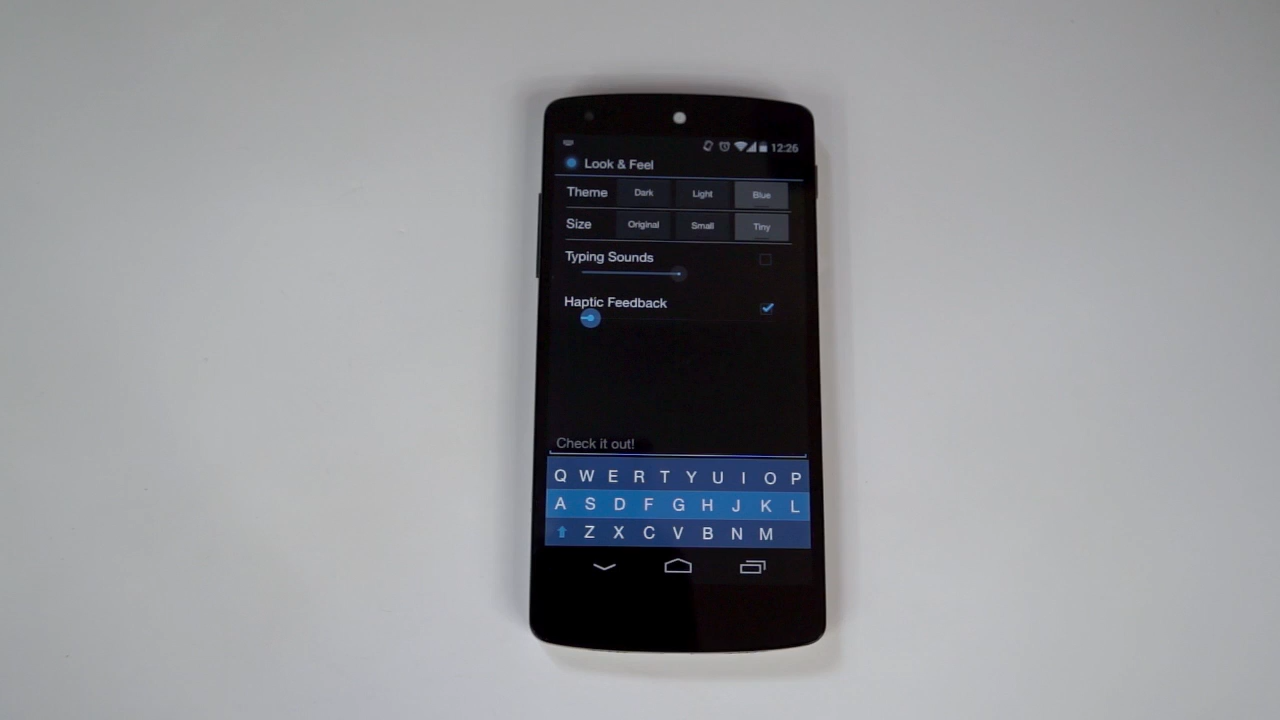 12:26
Look & Feel
Theme Dark Light Blue
Size Original Small Tiny
Typing Sounds
Haptic Feedback
Check it out!
Q W E R T Y U I O P
A S D F G H J K L
Z X C V B N M